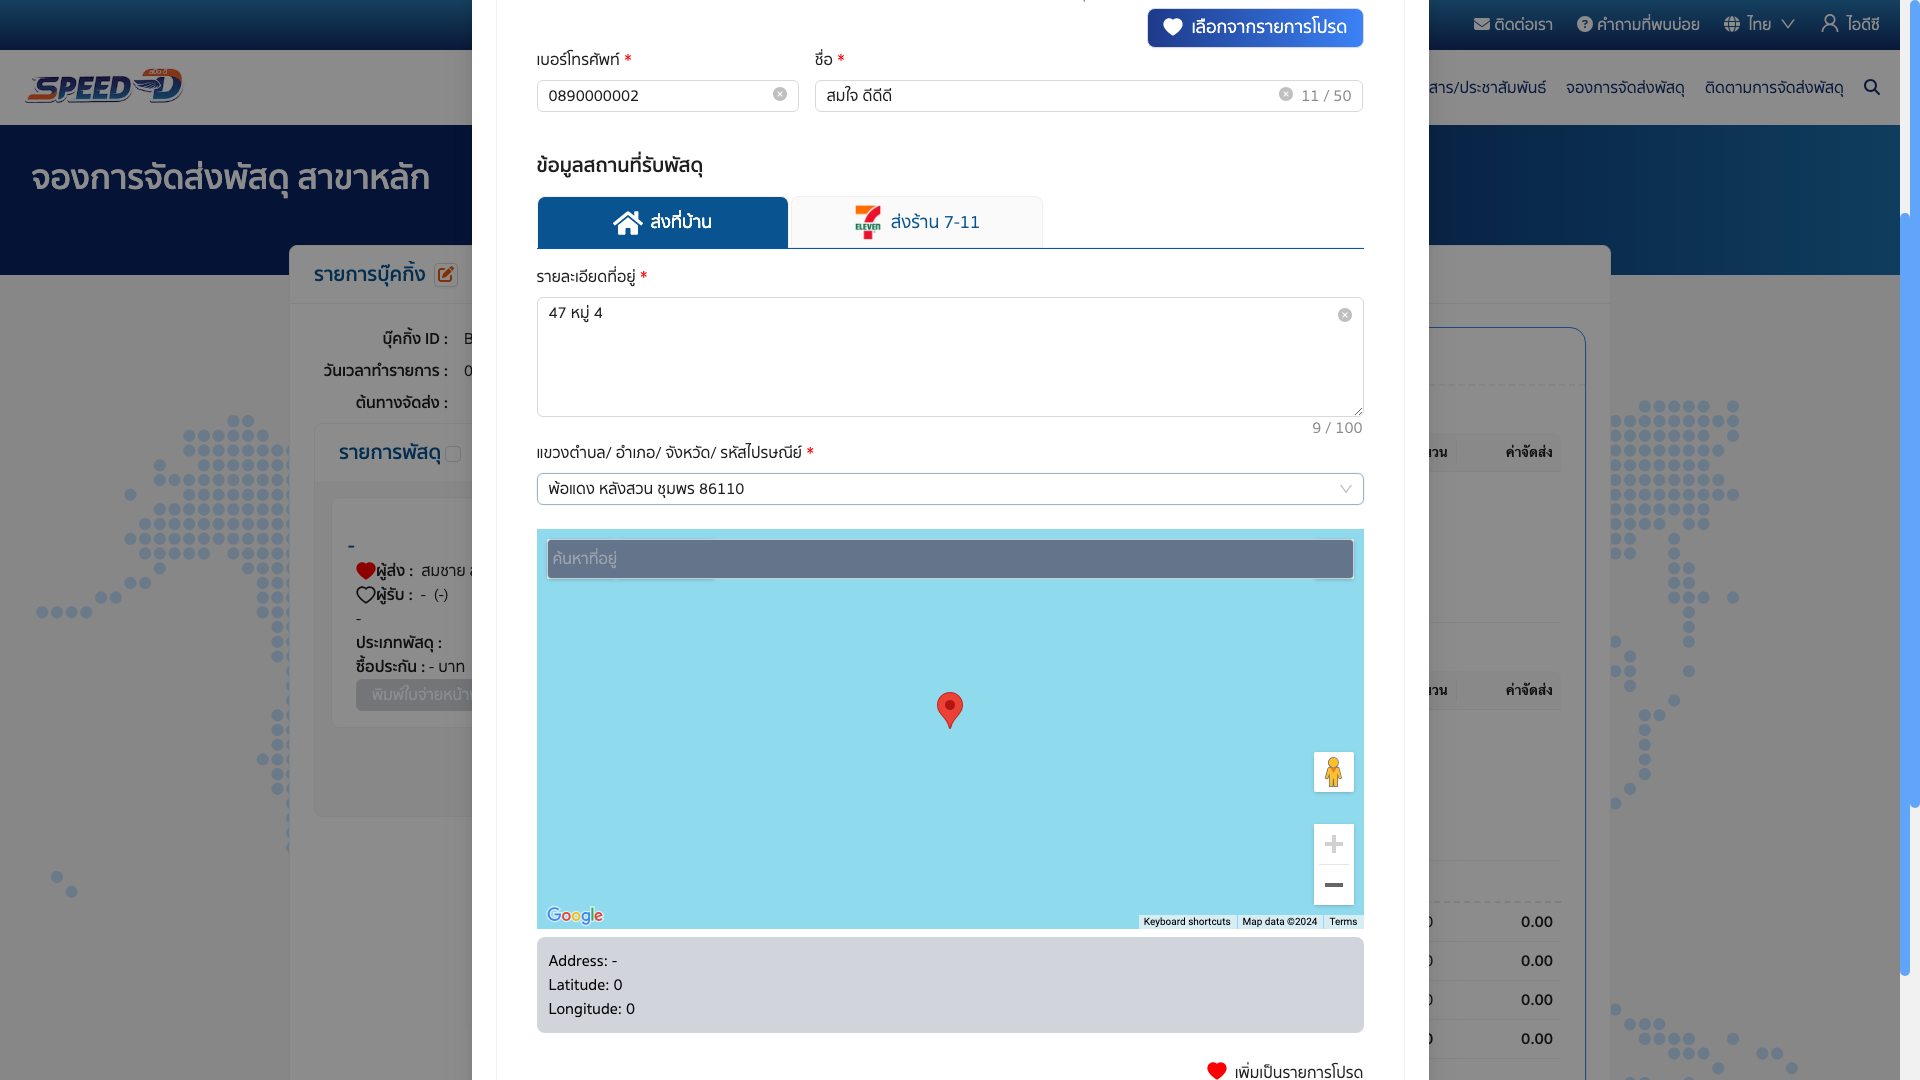 ติดต่อเรา
คำถามที่พบบ่อย
ไทย
ไอดีซี
SPEED D
สาร/ประชาสัมพันธ์
จองการจัดส่งพัสดุ
ติดตามการจัดส่งพัสดุ
จองการจัดส่งพัสดุ สาขาหลัก
รายการบุ๊คกิ้ง
บุ๊คกิ้ง ID :
วันเวลาทำรายการ : 0
ต้นทางจัดส่ง :
รายการพัสดุ
-
ผู้ส่ง : สมชาย
ผู้รับ : - (-)
-
ประเภทพัสดุ :
ซื้อประกัน : - บาท
พิมพ์ใบจ่ายหน้า
เลือกจากรายการโปรด
เบอร์โทรศัพท์ *
ชื่อ *
0890000002
สมใจ ดีดีดี
11 / 50
ข้อมูลสถานที่รับพัสดุ
ส่งที่บ้าน
7 ELEVEN ส่งร้าน 7-11
รายละเอียดที่อยู่ *
47 หมู่ 4
9 / 100
แขวงตำบล/ อำเภอ/ จังหวัด/ รหัสไปรษณีย์ *
พ้อแดง หลังสวน ชุมพร 86110
ค้นหาที่อยู่
Google
Keyboard shortcuts
Map data ©2024
Terms
Address: -
Latitude: 0
Longitude: 0
เพิ่มเป็นรายการโปรด
ค่าจัดส่ง
ค่าจัดส่ง
0.00
0.00
0.00
0.00